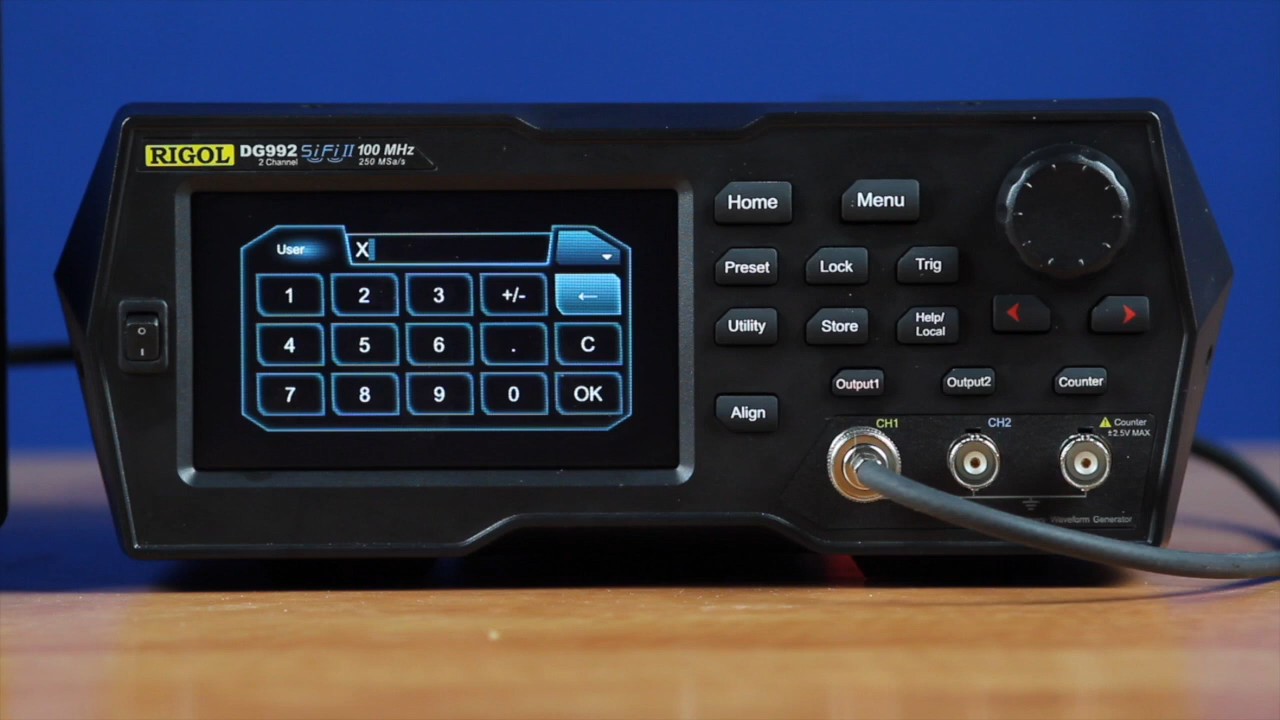 RIGOL DG992 SiFi II 100 MHz
2 Channel 250 MSa/s
User X
1 2 3 +/- ←
4 5 6 . C
7 8 9 0 OK
O
I
Home Menu
Preset Lock Trig
Utility Store Help/
Local
Output1 Output2 Counter
Align
CH1 CH2 Counter
±2.5V MAX
Waveform Generator